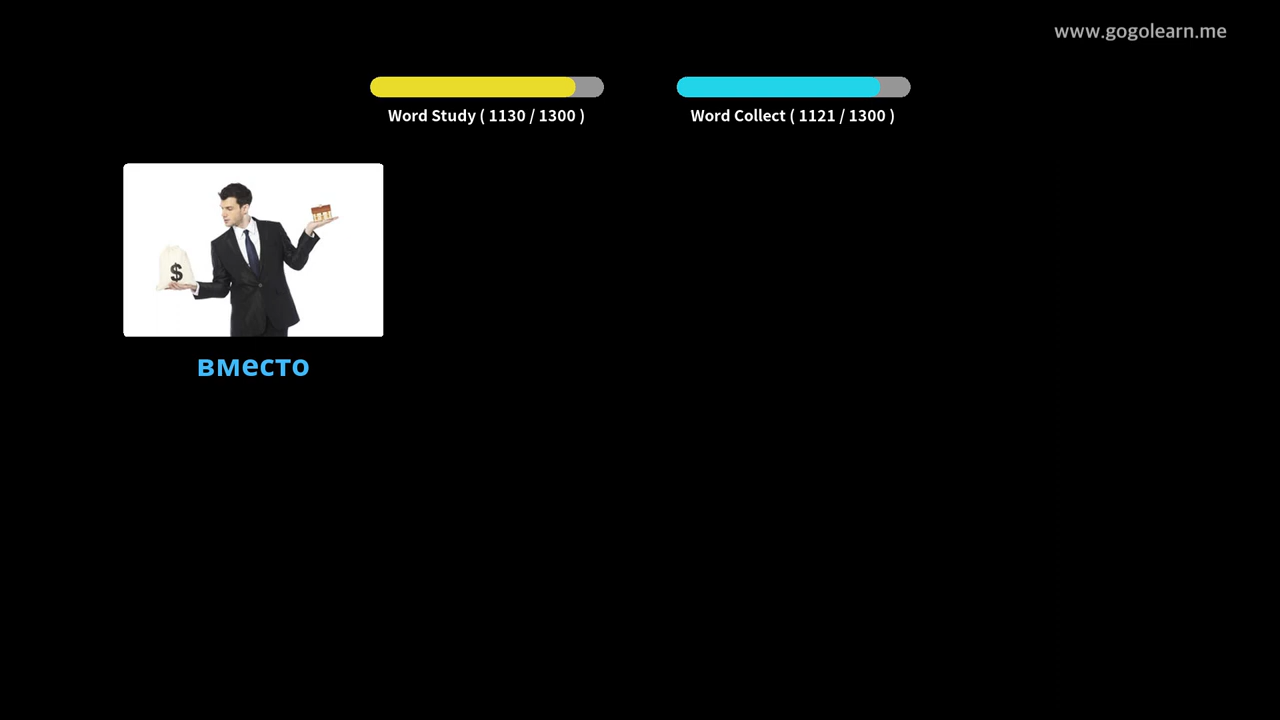 www.gogolearn.me
Word Study ( 1130 / 1300 )
Word Collect ( 1121 / 1300 )
$
вместо